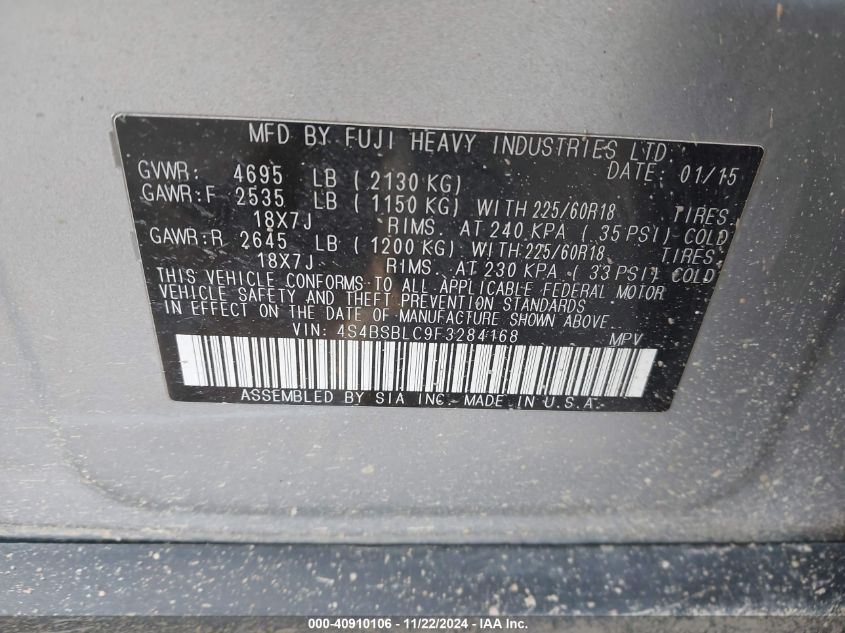 MFD BY FUJI HEAVY INDUSTRIES LTD.
GVWR: 4695 LB ( 2130 KG) DATE: 01/15
GAWR:F 2535 LB ( 1150 KG) WITH 225/60R18 TIRES
18X7J RIMS. AT 240 KPA ( 35 PSI) COLD
GAWR:R 2645 LB ( 1200 KG) WITH 225/60R18 TIRES
18X7J RIMS. AT 230 KPA ( 33 PSI) COLD
THIS VEHICLE CONFORMS TO ALL APPLICABLE FEDERAL MOTOR
VEHICLE SAFETY AND THEFT PREVENTION STANDARDS
IN EFFECT ON THE DATE OF MANUFACTURE SHOWN ABOVE
VIN: 4S4BSBLC9F3284168 MPV
ASSEMBLED BY SIA INC. MADE IN U.S.A.
000-40910106 - 11/22/2024 - IAA Inc.